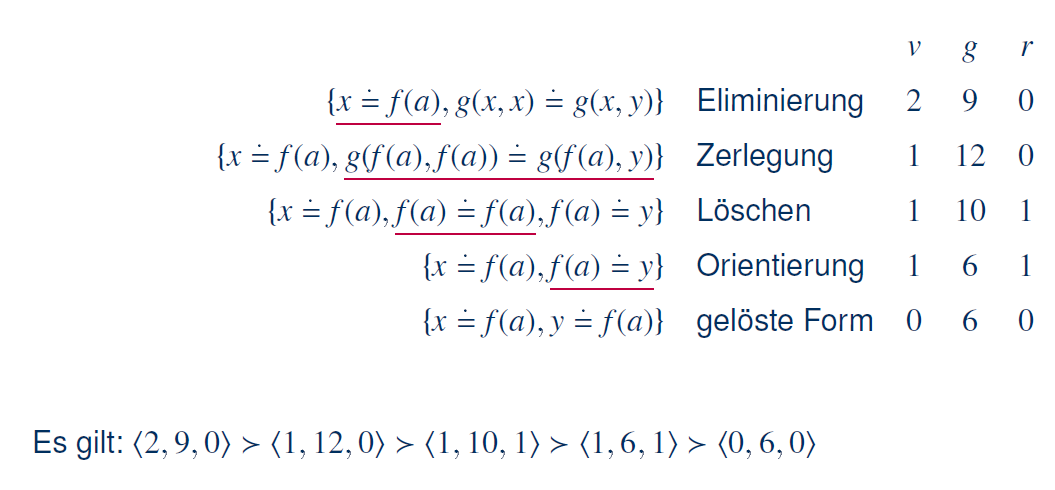 v g r
{x ≐ f(a), g(x, x) ≐ g(x, y)} Eliminierung 2 9 0
{x ≐ f(a), g(f(a), f(a)) ≐ g(f(a), y)} Zerlegung 1 12 0
{x ≐ f(a), f(a) ≐ f(a), f(a) ≐ y} Löschen 1 10 1
{x ≐ f(a), f(a) ≐ y} Orientierung 1 6 1
{x ≐ f(a), y ≐ f(a)} gelöste Form 0 6 0
Es gilt: ⟨2, 9, 0⟩ ≻ ⟨1, 12, 0⟩ ≻ ⟨1, 10, 1⟩ ≻ ⟨1, 6, 1⟩ ≻ ⟨0, 6, 0⟩